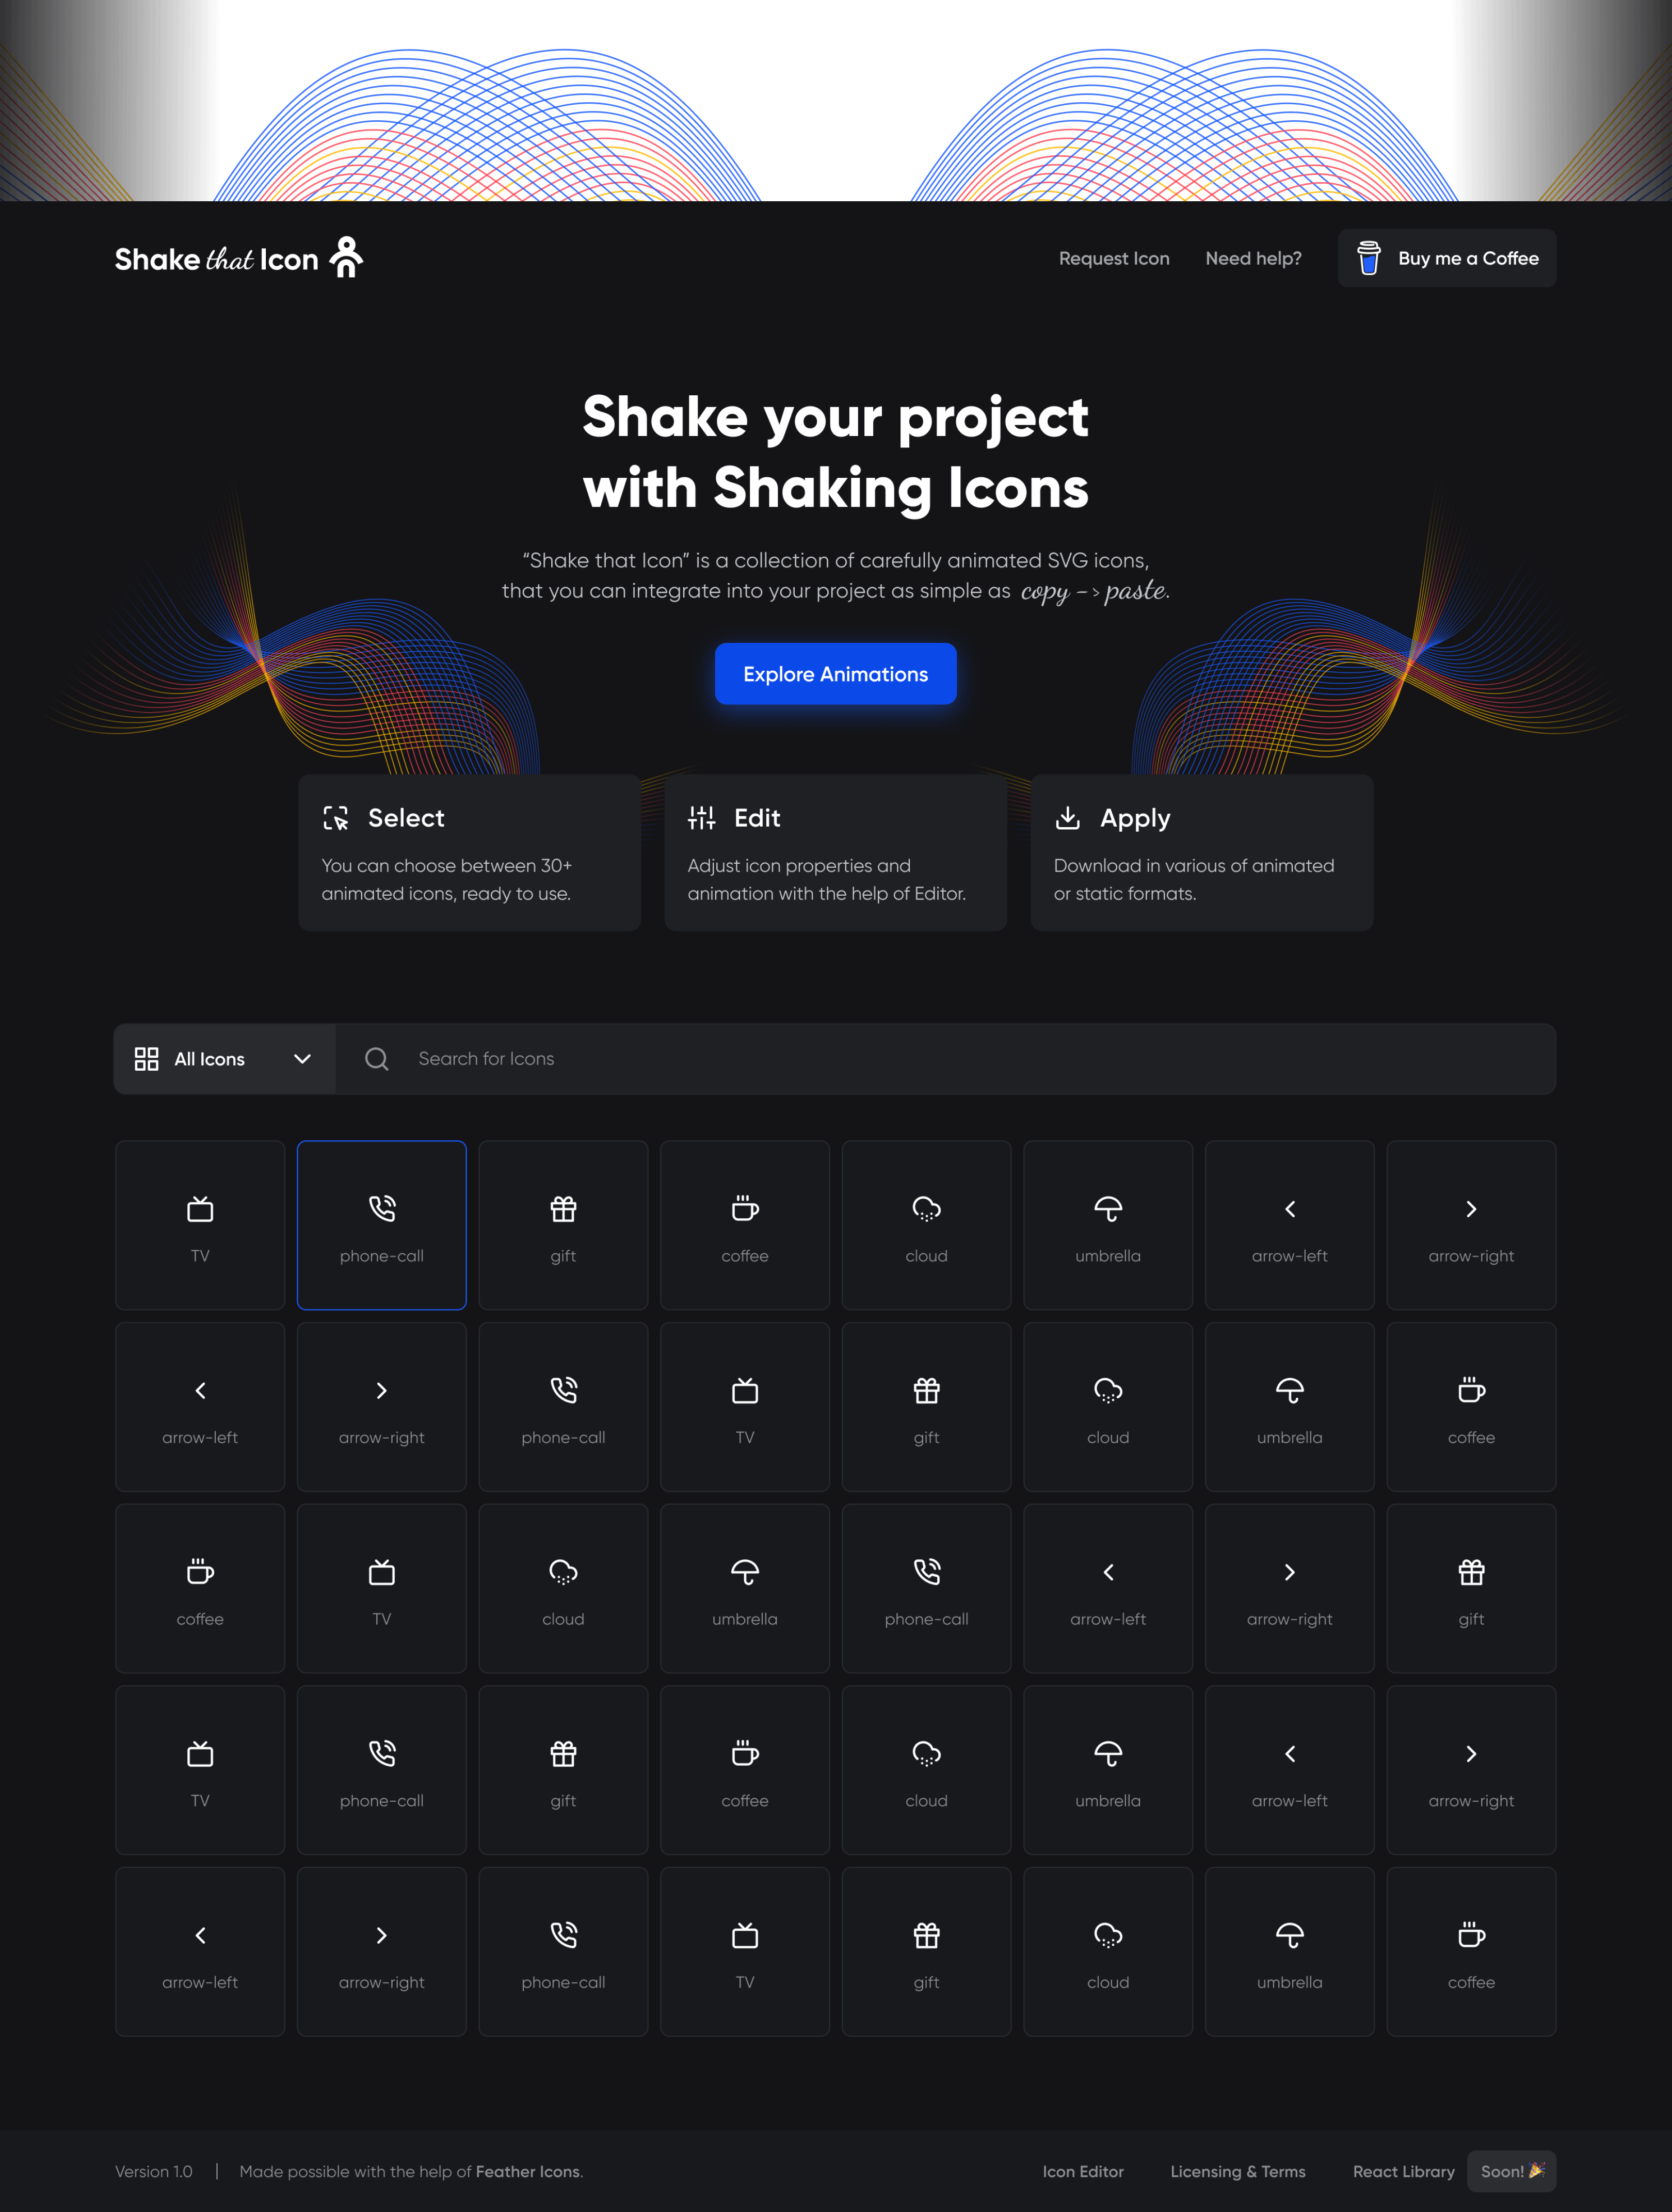 Shake that Icon
Request Icon
Need help?
Buy me a Coffee
Shake your project
with Shaking Icons
“Shake that Icon” is a collection of carefully animated SVG icons,
that you can integrate into your project as simple as copy -> paste.
Explore Animations
Select
You can choose between 30+
animated icons, ready to use.
Edit
Adjust icon properties and
animation with the help of Editor.
Apply
Download in various of animated
or static formats.
All Icons
Search for Icons
TV
phone-call
gift
coffee
cloud
umbrella
arrow-left
arrow-right
arrow-left
arrow-right
phone-call
TV
gift
cloud
umbrella
coffee
coffee
TV
cloud
umbrella
phone-call
arrow-left
arrow-right
gift
TV
phone-call
gift
coffee
cloud
umbrella
arrow-left
arrow-right
arrow-left
arrow-right
phone-call
TV
gift
cloud
umbrella
coffee
Version 1.0 | Made possible with the help of Feather Icons.
Icon Editor
Licensing & Terms
React Library
Soon! 🎉